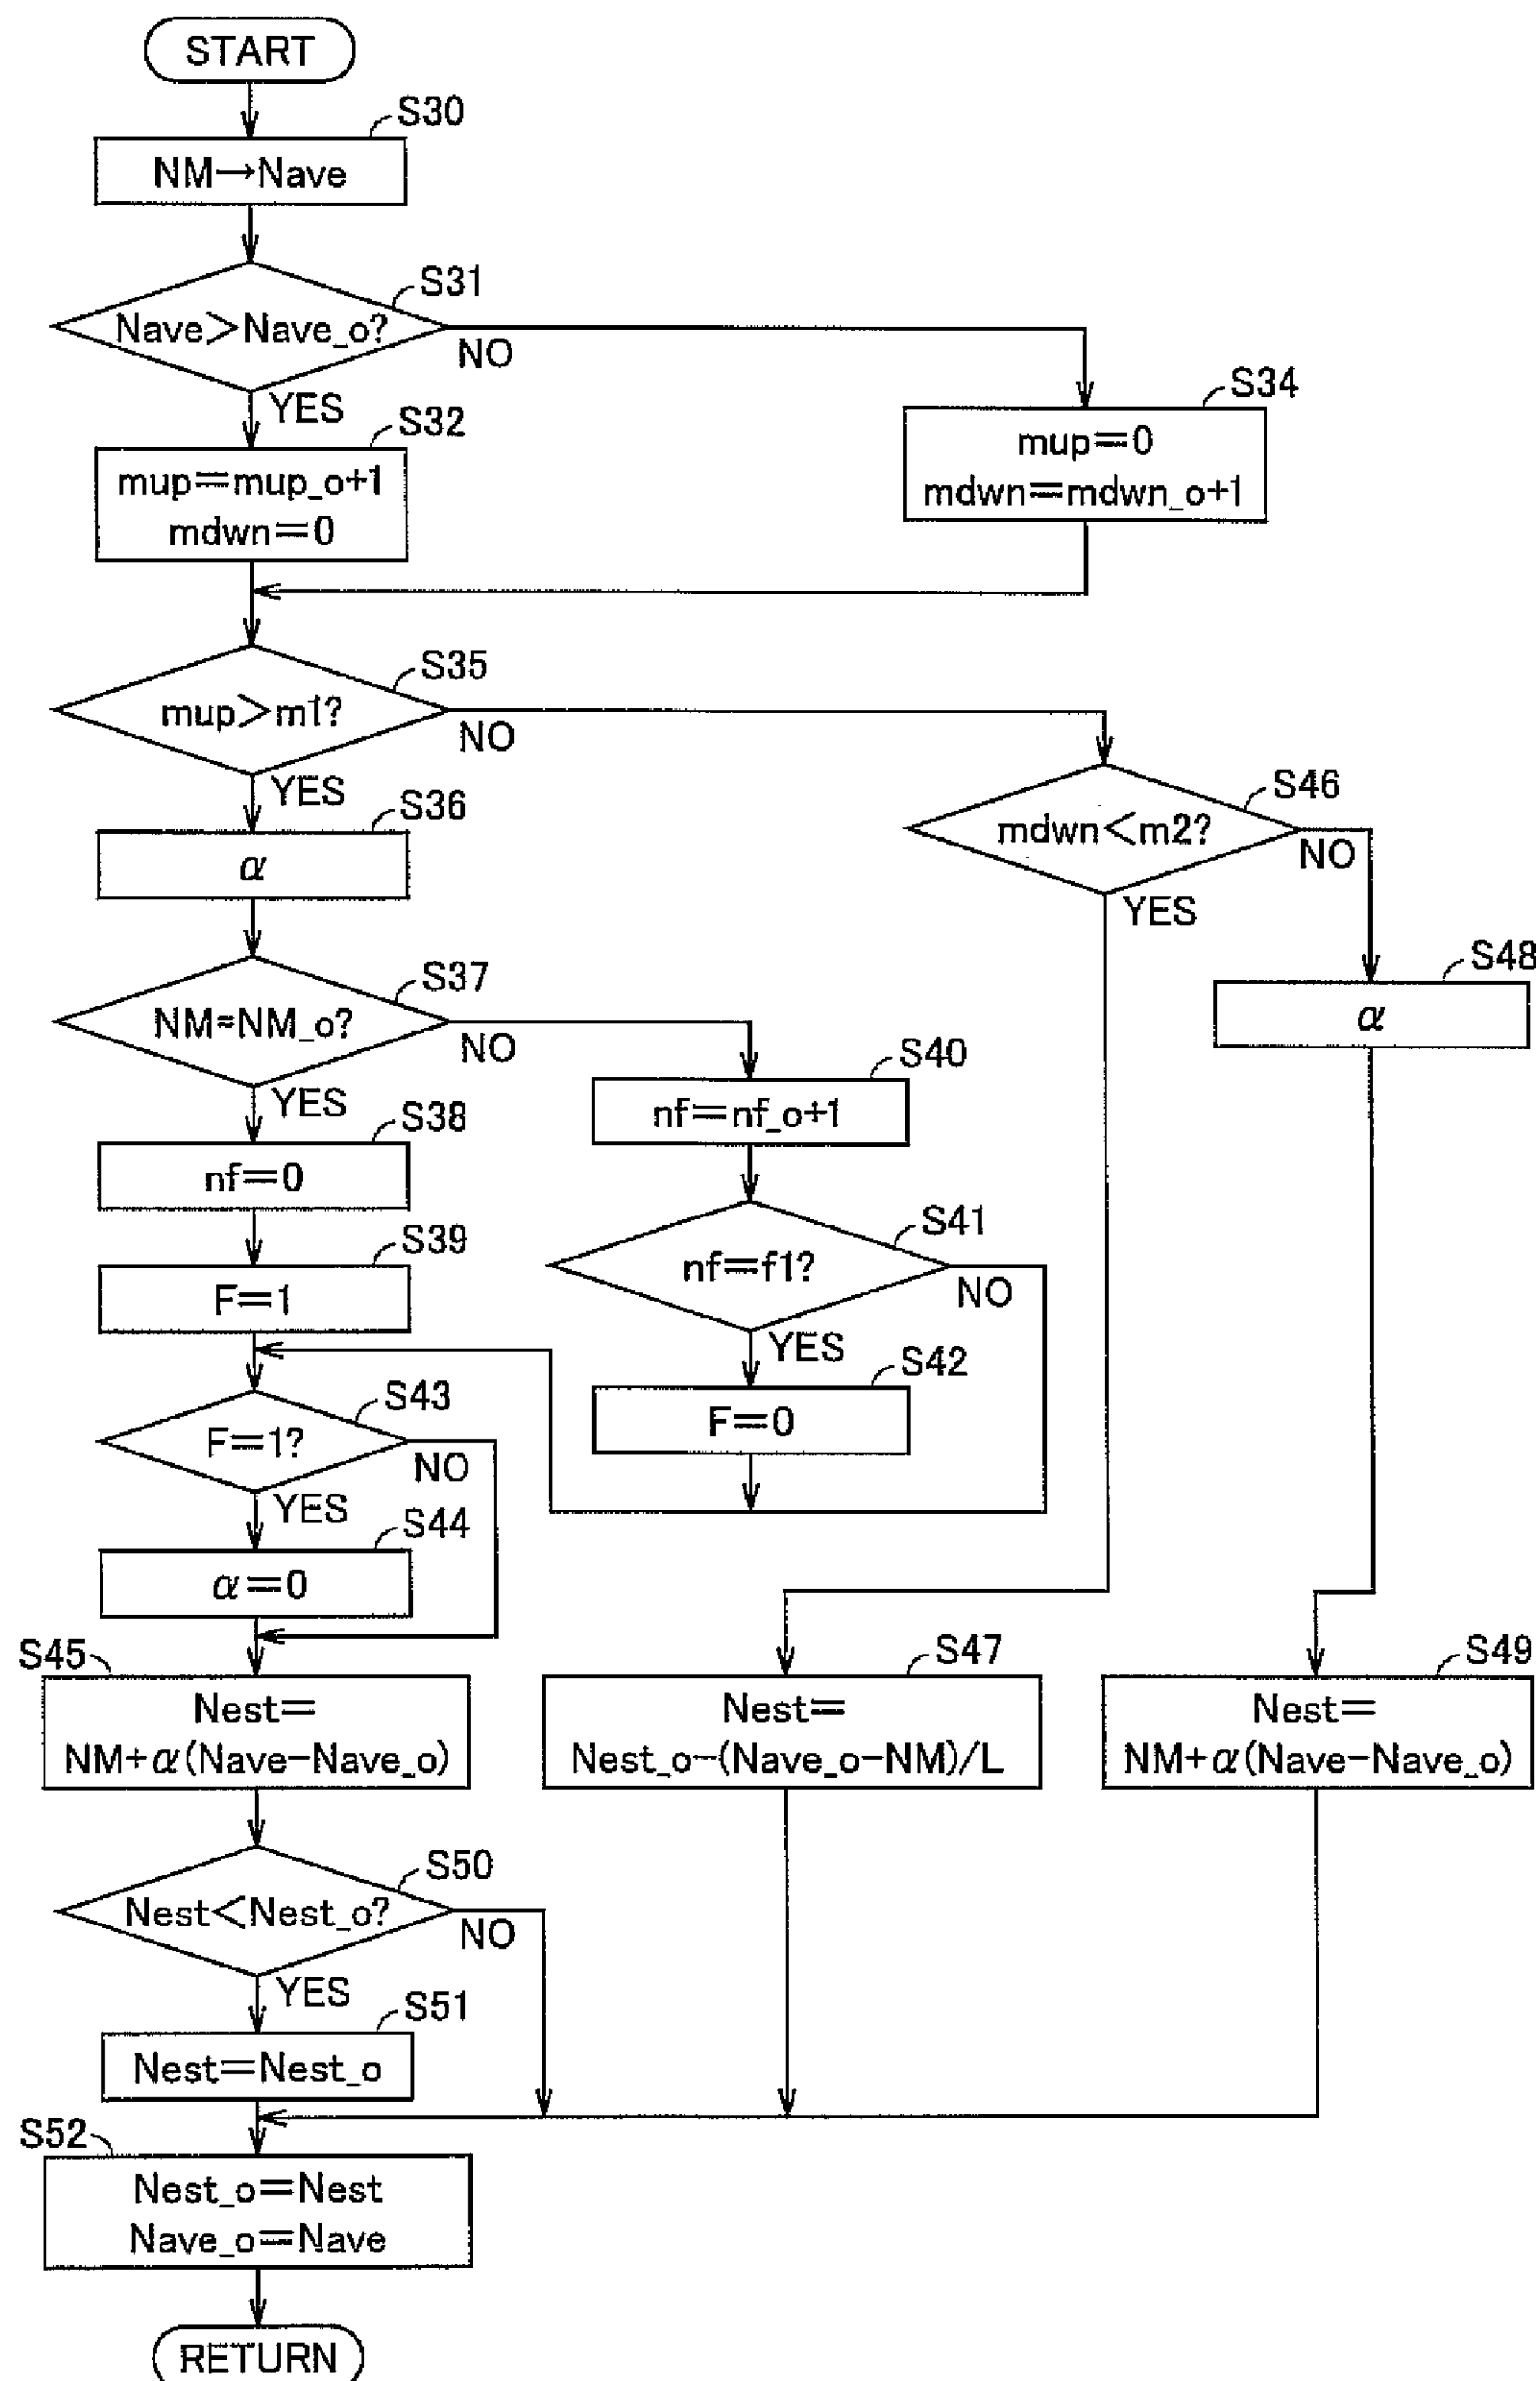 START
S30
NM→Nave
S31
Nave>Nave_o?
NO
YES
S32
mup=mup_o+1
mdwn=0
S34
mup=0
mdwn=mdwn_o+1
S35
mup>m1?
NO
YES
S36
α
S46
mdwn<m2?
NO
YES
S48
α
S37
NM=NM_o?
NO
YES
S38
nf=0
S39
F=1
S40
nf=nf_o+1
S41
nf=f1?
NO
YES
S42
F=0
S43
F=1?
NO
YES
S44
α=0
S45
Nest=
NM+α(Nave-Nave_o)
S47
Nest=
Nest_o-(Nave_o-NM)/L
S49
Nest=
NM+α(Nave-Nave_o)
S50
Nest<Nest_o?
NO
YES
S51
Nest=Nest_o
S52
Nest_o=Nest
Nave_o=Nave
RETURN